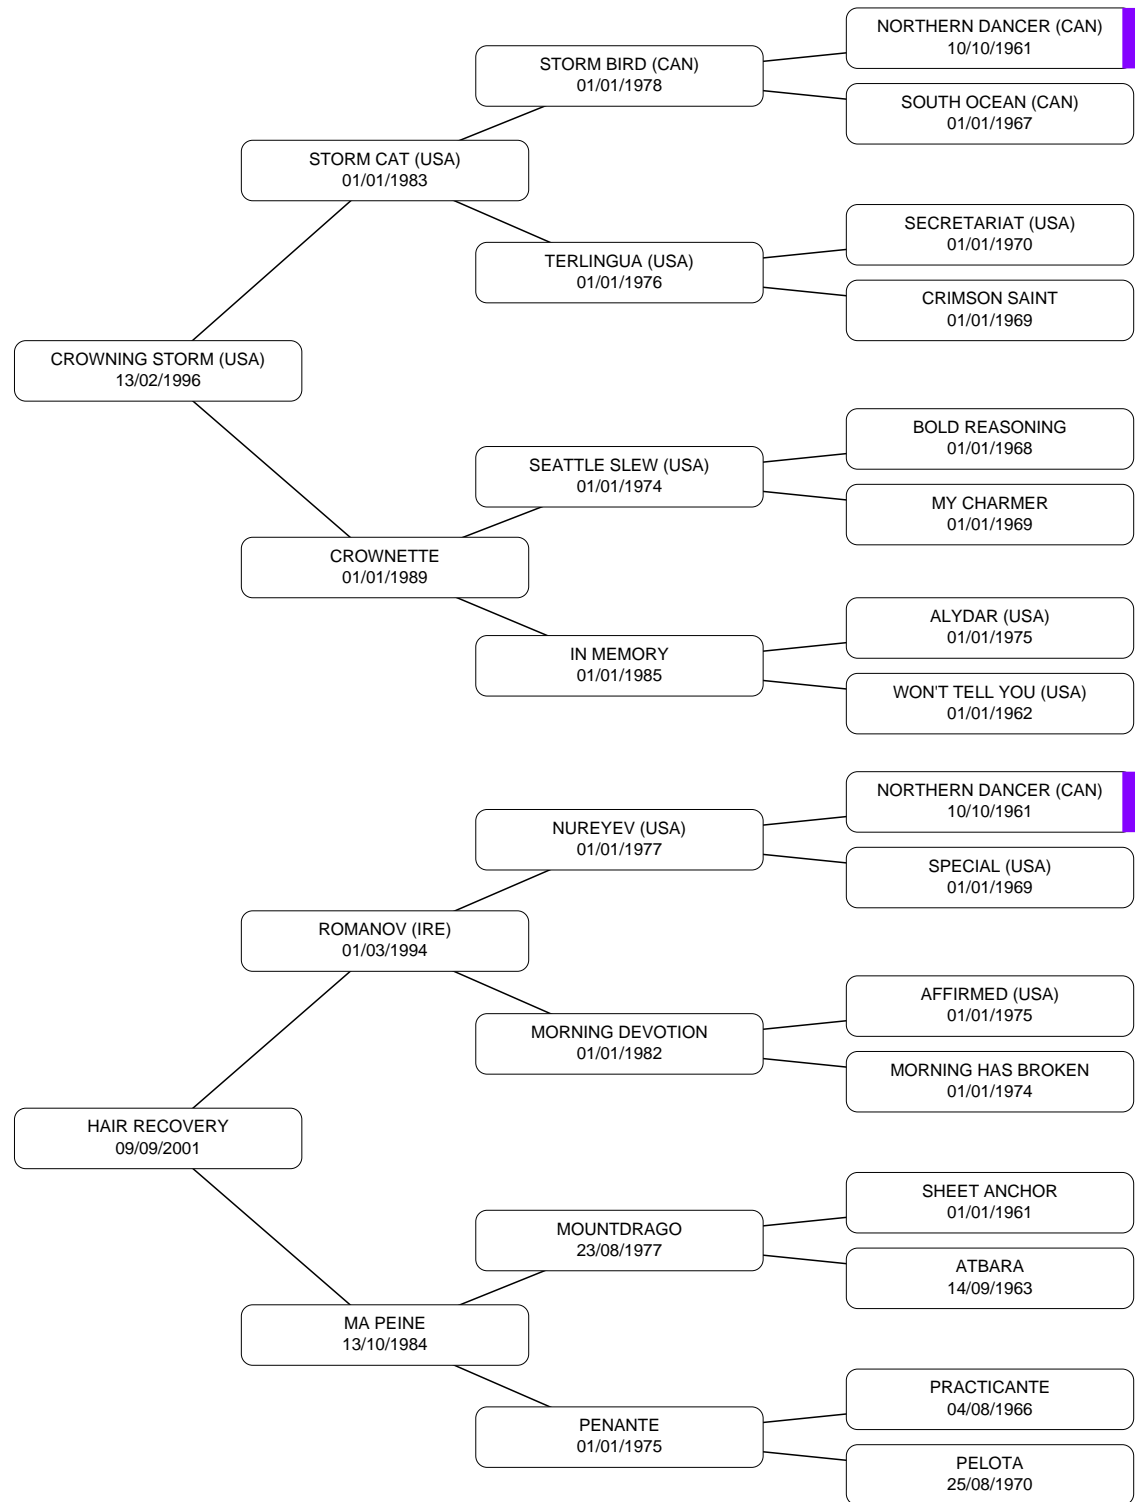 NORTHERN DANCER (CAN)
10/10/1961
STORM BIRD (CAN)
01/01/1978
SOUTH OCEAN (CAN)
01/01/1967
STORM CAT (USA)
01/01/1983
SECRETARIAT (USA)
01/01/1970
TERLINGUA (USA)
01/01/1976
CRIMSON SAINT
01/01/1969
CROWNING STORM (USA)
13/02/1996
BOLD REASONING
01/01/1968
SEATTLE SLEW (USA)
01/01/1974
MY CHARMER
01/01/1969
CROWNETTE
01/01/1989
ALYDAR (USA)
01/01/1975
IN MEMORY
01/01/1985
WON'T TELL YOU (USA)
01/01/1962
NORTHERN DANCER (CAN)
10/10/1961
NUREYEV (USA)
01/01/1977
SPECIAL (USA)
01/01/1969
ROMANOV (IRE)
01/03/1994
AFFIRMED (USA)
01/01/1975
MORNING DEVOTION
01/01/1982
MORNING HAS BROKEN
01/01/1974
HAIR RECOVERY
09/09/2001
SHEET ANCHOR
01/01/1961
MOUNTDRAGO
23/08/1977
ATBARA
14/09/1963
MA PEINE
13/10/1984
PRACTICANTE
04/08/1966
PENANTE
01/01/1975
PELOTA
25/08/1970